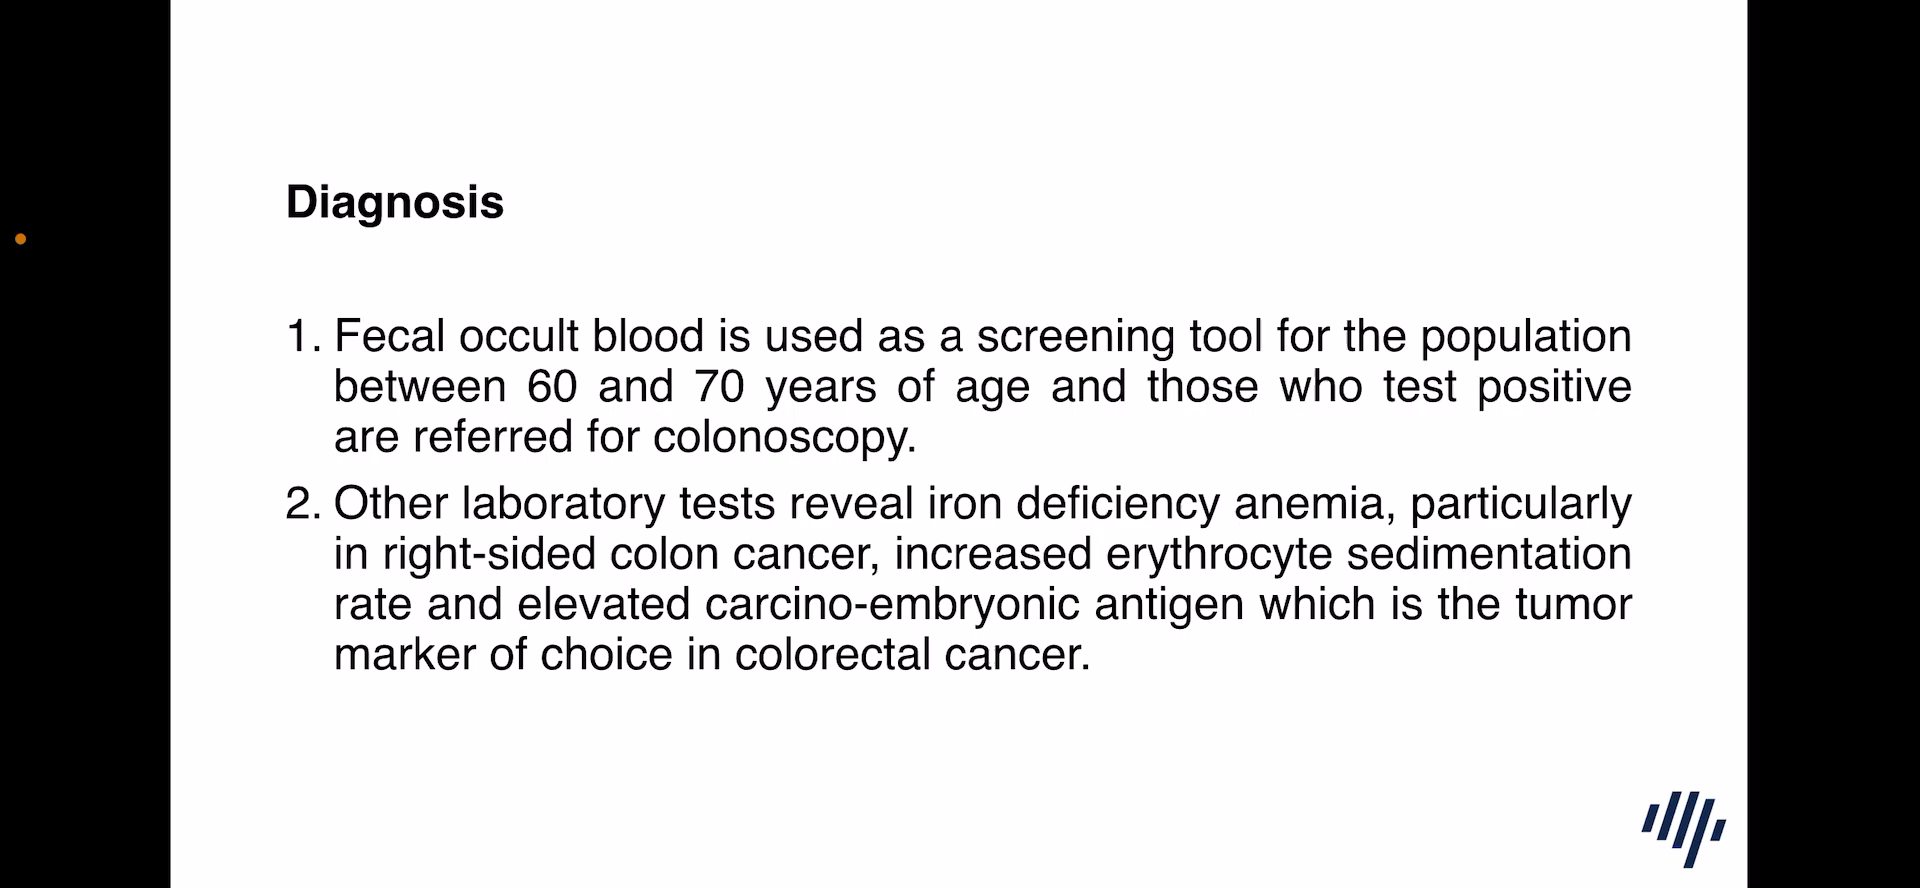 Diagnosis
1. Fecal occult blood is used as a screening tool for the population
between 60 and 70 years of age and those who test positive
are referred for colonoscopy.
2. Other laboratory tests reveal iron deficiency anemia, particularly
in right-sided colon cancer, increased erythrocyte sedimentation
rate and elevated carcino-embryonic antigen which is the tumor
marker of choice in colorectal cancer.